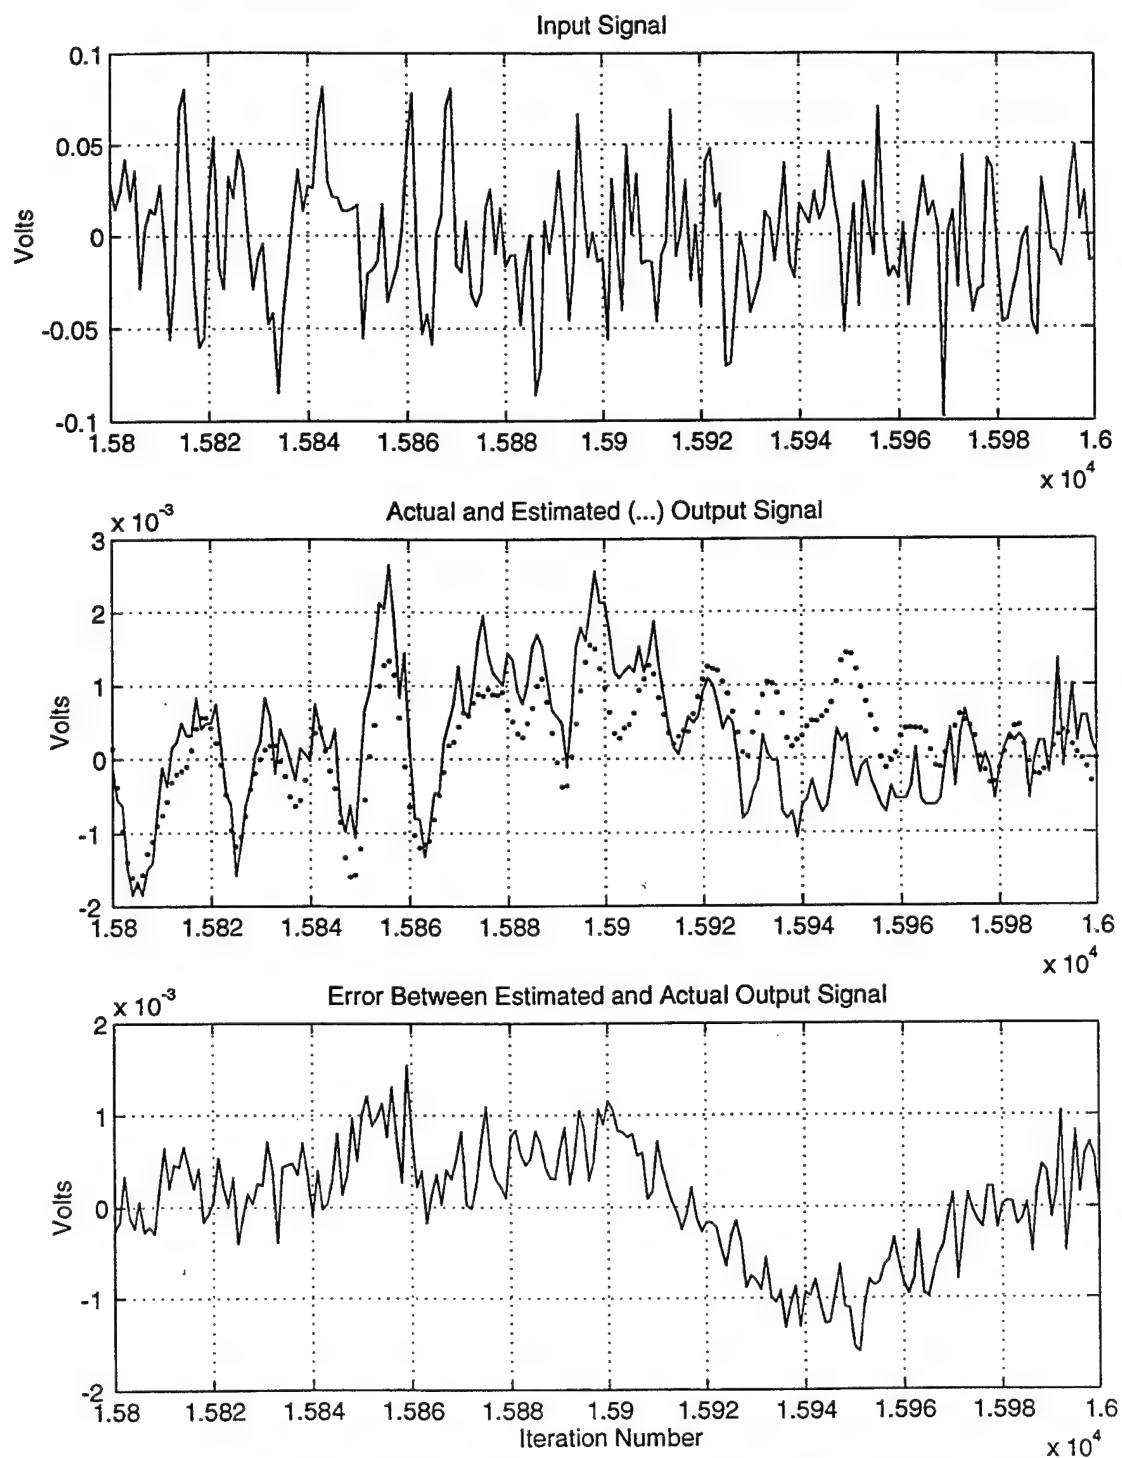 Input Signal
0.1
0.05
0
-0.05
-0.1
Volts
1.58 1.582 1.584 1.586 1.588 1.59 1.592 1.594 1.596 1.598 1.6
x 10^4
x 10^-3
Actual and Estimated (...) Output Signal
3
2
1
0
-1
-2
Volts
1.58 1.582 1.584 1.586 1.588 1.59 1.592 1.594 1.596 1.598 1.6
x 10^4
x 10^-3
Error Between Estimated and Actual Output Signal
2
1
0
-1
-2
Volts
1.58 1.582 1.584 1.586 1.588 1.59 1.592 1.594 1.596 1.598 1.6
Iteration Number
x 10^4